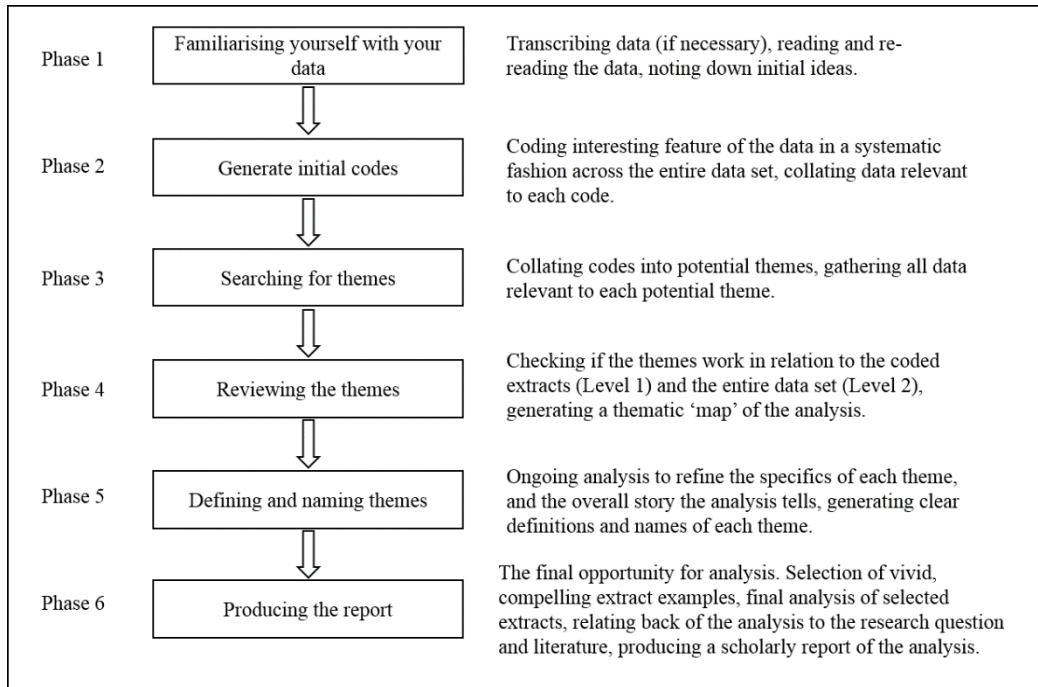 Phase 1
Familiarising yourself with your
data
Transcribing data (if necessary), reading and re-
reading the data, noting down initial ideas.
Phase 2
Generate initial codes
Coding interesting feature of the data in a systematic
fashion across the entire data set, collating data relevant
to each code.
Phase 3
Searching for themes
Collating codes into potential themes, gathering all data
relevant to each potential theme.
Phase 4
Reviewing the themes
Checking if the themes work in relation to the coded
extracts (Level 1) and the entire data set (Level 2),
generating a thematic ‘map’ of the analysis.
Phase 5
Defining and naming themes
Ongoing analysis to refine the specifics of each theme,
and the overall story the analysis tells, generating clear
definitions and names of each theme.
Phase 6
Producing the report
The final opportunity for analysis. Selection of vivid,
compelling extract examples, final analysis of selected
extracts, relating back of the analysis to the research question
and literature, producing a scholarly report of the analysis.